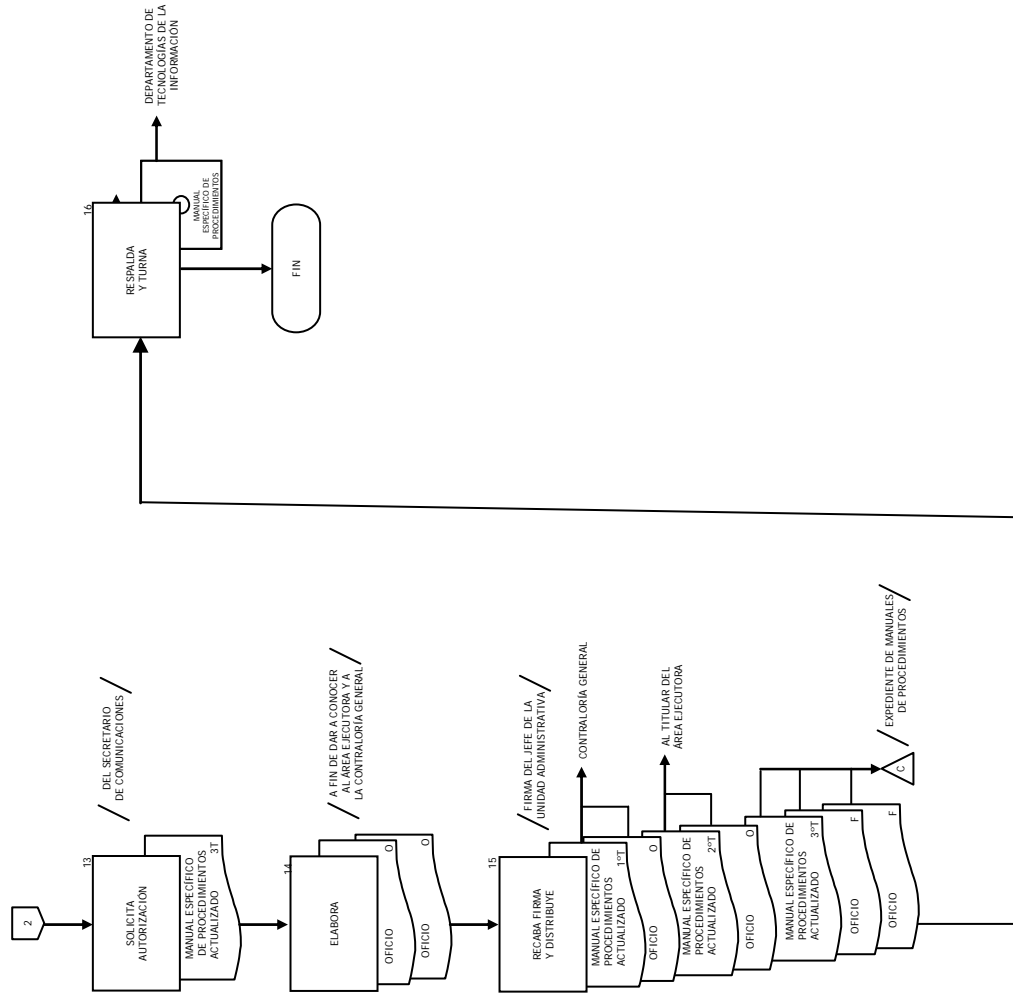 2
13
SOLICITA
AUTORIZACIÓN
MANUAL ESPECÍFICO
DE PROCEDIMIENTOS
ACTUALIZADO
3T
DEL SECRETARIO
DE COMUNICACIONES
14
ELABORA
OFICIO
O
OFICIO
O
A FIN DE DAR A CONOCER
AL ÁREA EJECUTORA Y A
LA CONTRALORÍA GENERAL
15
RECABA FIRMA
Y DISTRIBUYE
FIRMA DEL JEFE DE LA
UNIDAD ADMINISTRATIVA
MANUAL ESPECÍFICO DE
PROCEDIMIENTOS
ACTUALIZADO
1ºT
OFICIO
O
CONTRALORÍA GENERAL
MANUAL ESPECÍFICO DE
PROCEDIMIENTOS
ACTUALIZADO
2ºT
OFICIO
O
AL TITULAR DEL
ÁREA EJECUTORA
MANUAL ESPECÍFICO DE
PROCEDIMIENTOS
ACTUALIZADO
3ºT
OFICIO
F
OFICIO
F
C
EXPEDIENTE DE MANUALES
DE PROCEDIMIENTOS
16
RESPALDA
Y TURNA
MANUAL
ESPECÍFICO DE
PROCEDIMIENTOS
DEPARTAMENTO DE
TECNOLOGÍAS DE LA
INFORMACIÓN
FIN